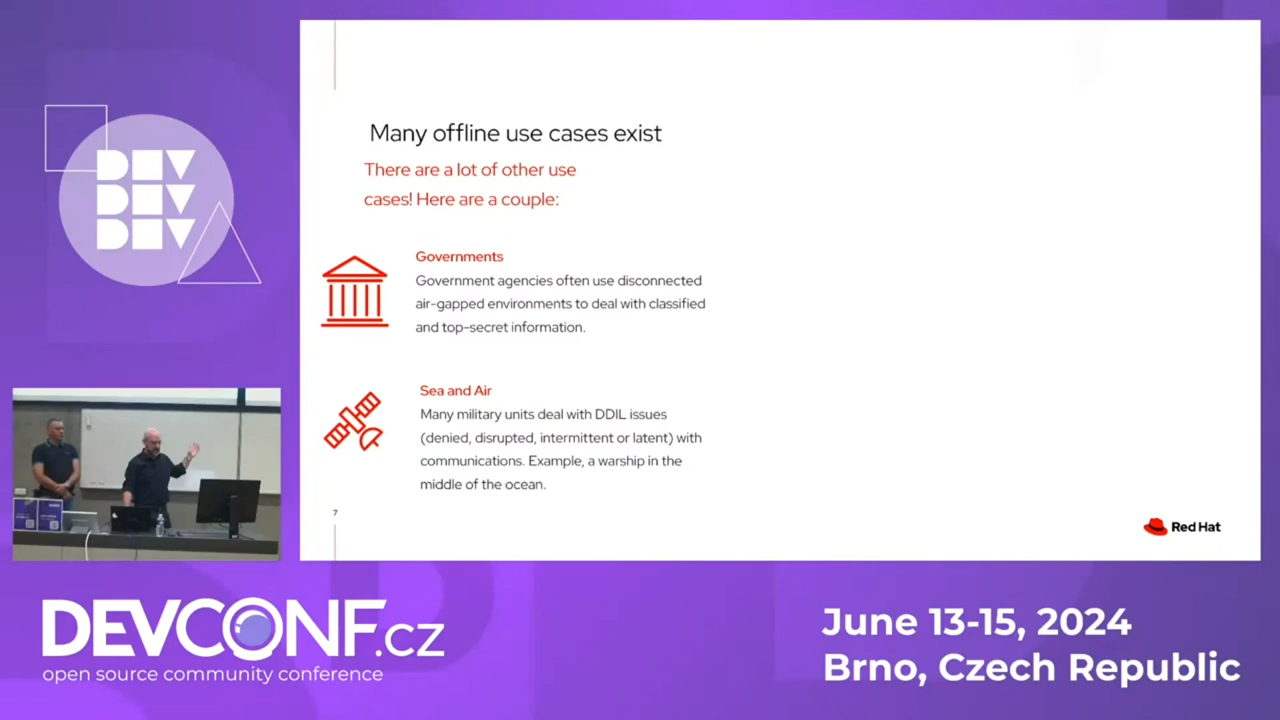 DEV
DEV
DEV
Many offline use cases exist
There are a lot of other use
cases! Here are a couple:
Governments
Government agencies often use disconnected
air-gapped environments to deal with classified
and top-secret information.
Sea and Air
Many military units deal with DDIL issues
(denied, disrupted, intermittent or latent) with
communications. Example, a warship in the
middle of the ocean.
7
Red Hat
DEVCONF.cz
open source community conference
June 13-15, 2024
Brno, Czech Republic